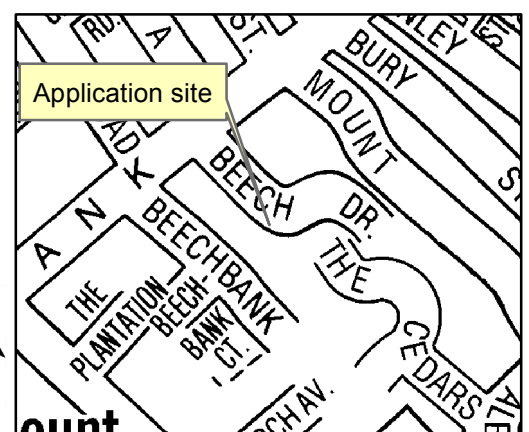 RD.
A
ST.
BURY
Application site
MOUNT
AD
BEECH
DR.
THE
ANK
BEECHBANK
THE
PLANTATION
BEECH-
BANK
CT.
CEDARS
CH AV.
ount